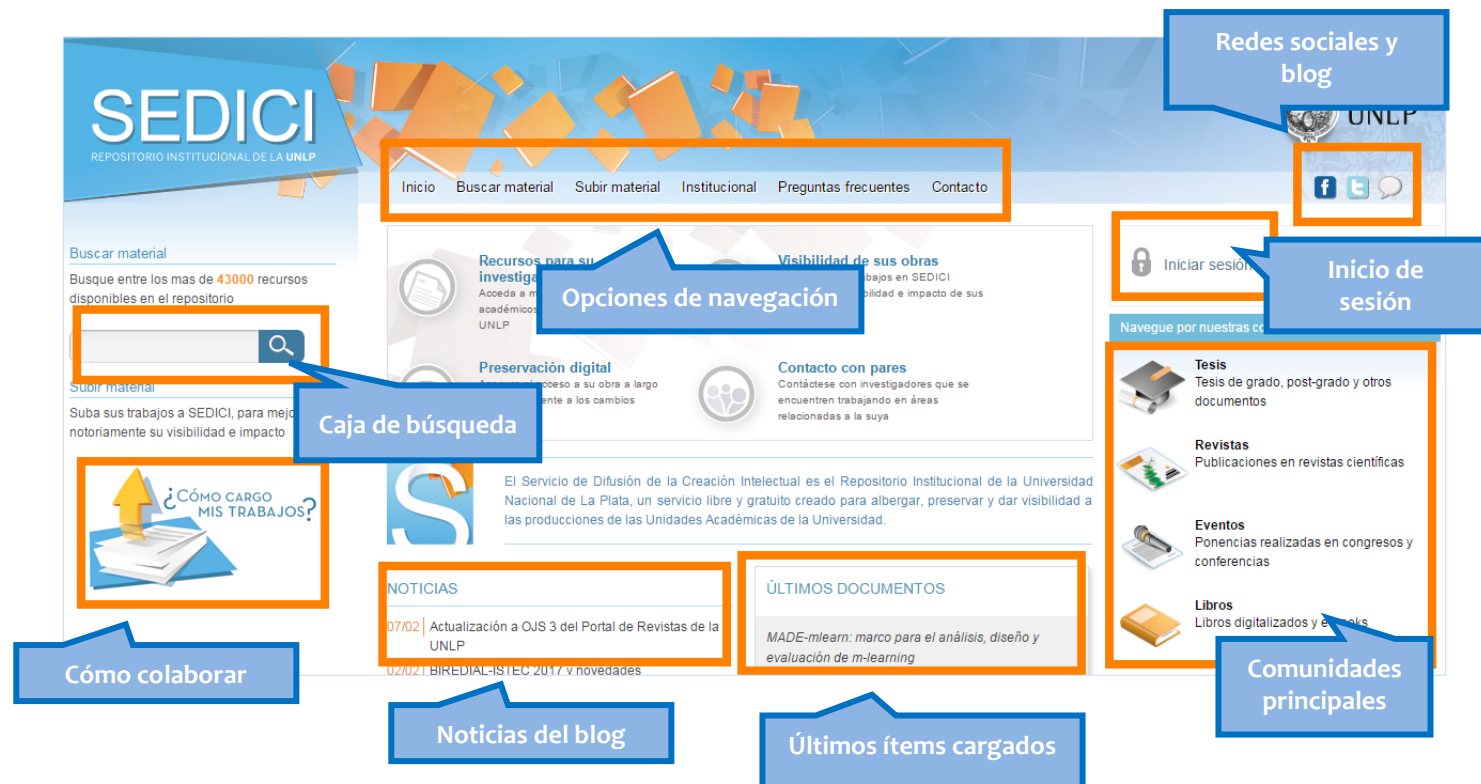 Redes sociales y
blog
SEDICI
REPOSITORIO INSTITUCIONAL DE LA UNLP
UNLP
Inicio Buscar material Subir material Institucional Preguntas frecuentes Contacto
Buscar material
Busque entre los mas de 43000 recursos
disponibles en el repositorio
Subir material
Suba sus trabajos a SEDICI, para
notoriamente su visibilidad e impacto
¿CÓMO CARGO
MIS TRABAJOS?
Cómo colaborar
Caja de búsqueda
Recursos para su
Acceda a
académicos
UNLP
Opciones de navegación
Visibilidad de sus obras
en SEDICI
e impacto de sus
Preservación digital
a su obra a largo
a los cambios
Contacto con pares
Contáctese con investigadores que se
encuentren trabajando en áreas
relacionadas a la suya
El Servicio de Difusión de la Creación Intelectual es el Repositorio Institucional de la Universidad
Nacional de La Plata, un servicio libre y gratuito creado para albergar, preservar y dar visibilidad a
las producciones de las Unidades Académicas de la Universidad.
NOTICIAS
07/02 Actualización a OJS 3 del Portal de Revistas de la
UNLP
02/02 BIREDIAL-ISTEC 2017 y novedades
Noticias del blog
ÚLTIMOS DOCUMENTOS
MADE-mlearn: marco para el análisis, diseño y
evaluación de m-learning
Últimos ítems cargados
Iniciar sesión
Inicio de
sesión
Navegue por nuestras
Tesis
Tesis de grado, post-grado y otros
documentos
Revistas
Publicaciones en revistas científicas
Eventos
Ponencias realizadas en congresos y
conferencias
Libros
Libros digitalizados y
Comunidades
principales